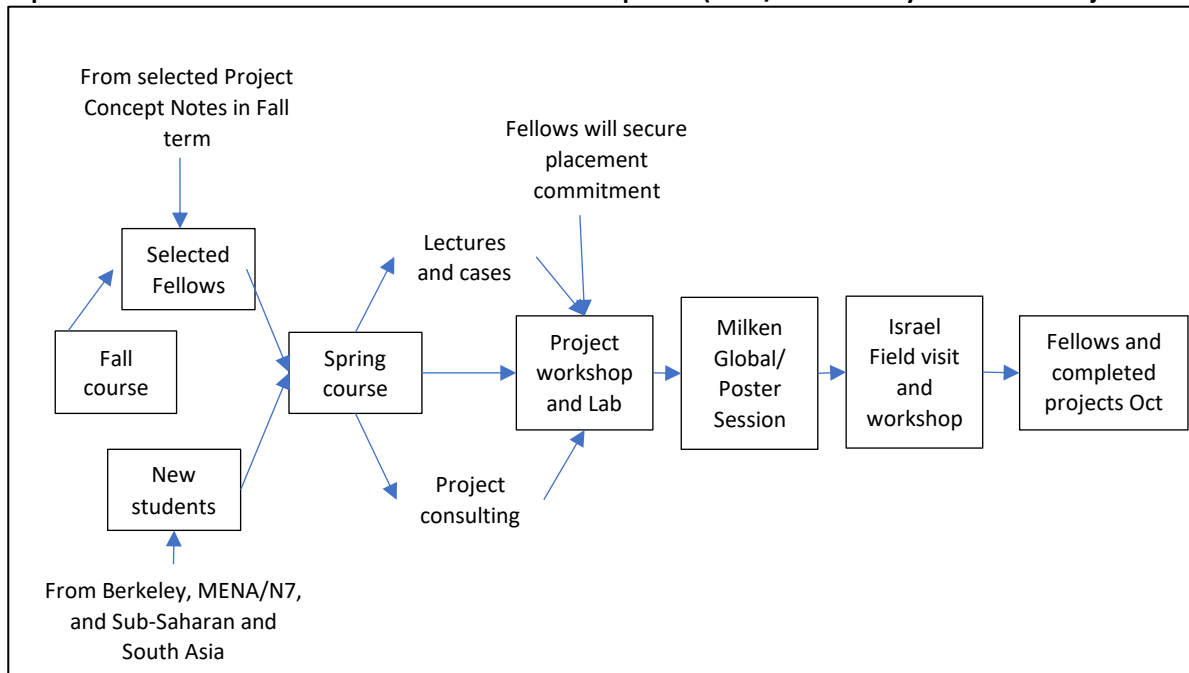 From selected Project
Concept Notes in Fall
term
Fellows will secure
placement
commitment
Selected
Fellows
Lectures
and cases
Fall
course
Spring
course
Project
workshop
and Lab
Milken
Global/
Poster
Session
Israel
Field visit
and
workshop
Fellows and
completed
projects Oct
New
students
Project
consulting
From Berkeley, MENA/N7,
and Sub-Saharan and
South Asia